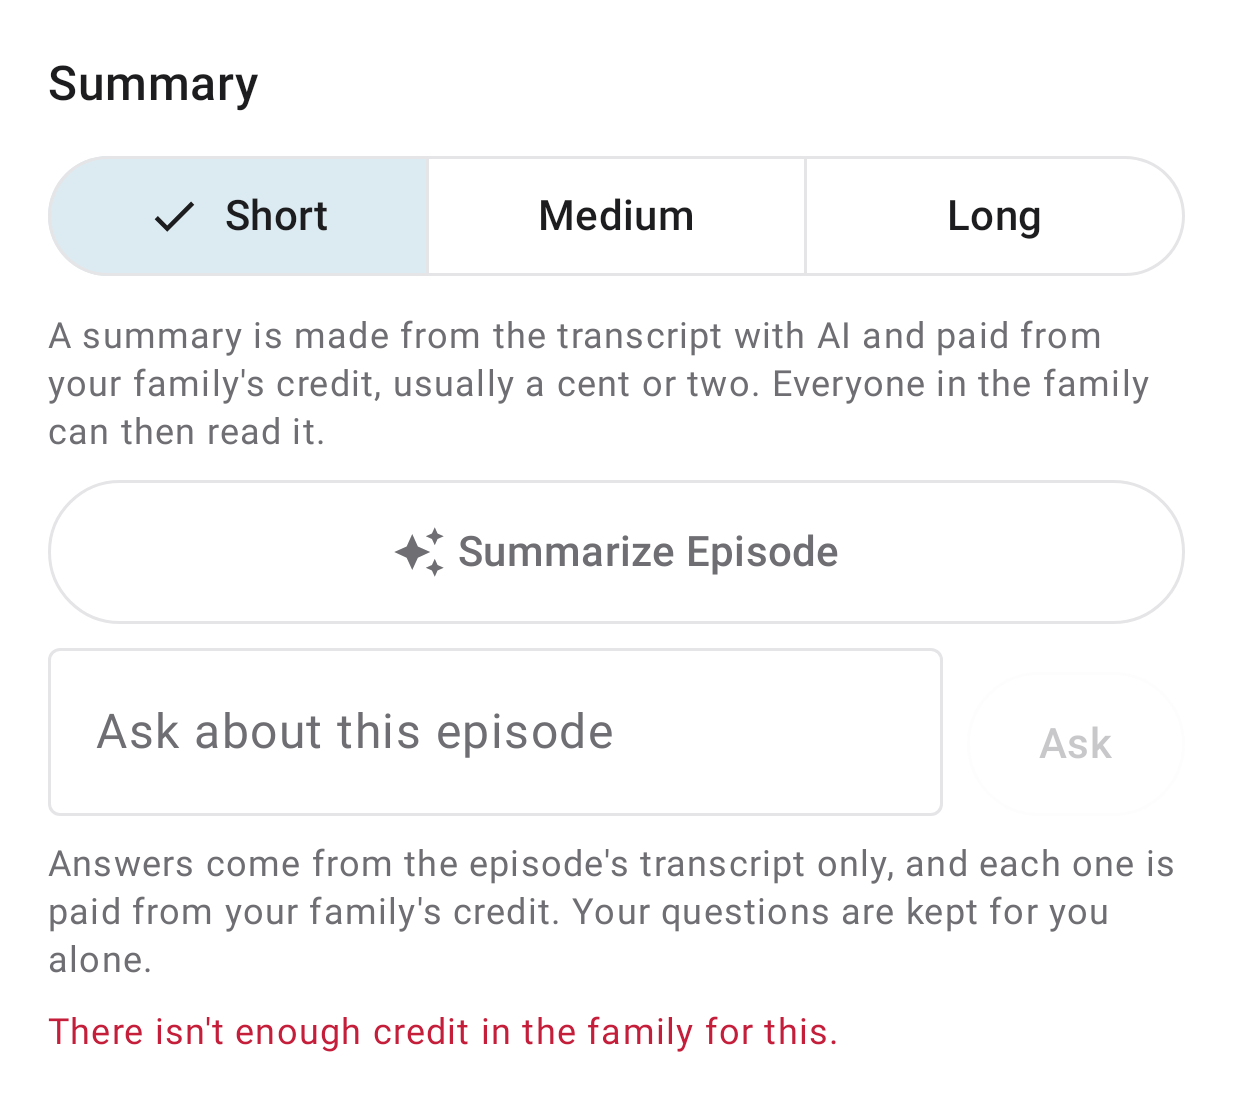 Summary
Short
Medium
Long
A summary is made from the transcript with AI and paid from
your family's credit, usually a cent or two. Everyone in the family
can then read it.
Summarize Episode
Ask about this episode
Ask
Answers come from the episode's transcript only, and each one is
paid from your family's credit. Your questions are kept for you
alone.
There isn't enough credit in the family for this.